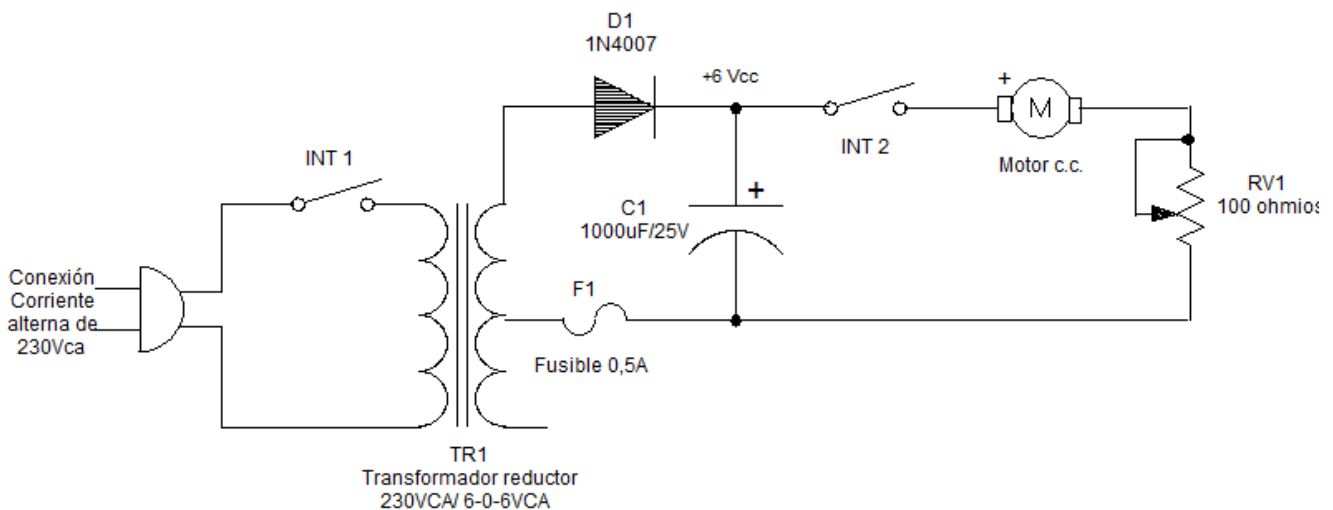 D1
1N4007
+6 Vcc
+
M
INT 2
Motor c.c.
INT 1
+
C1
1000uF/25V
RV1
100 ohmios
Conexión
Corriente
alterna de
230Vca
F1
Fusible 0,5A
TR1
Transformador reductor
230VCA/ 6-0-6VCA